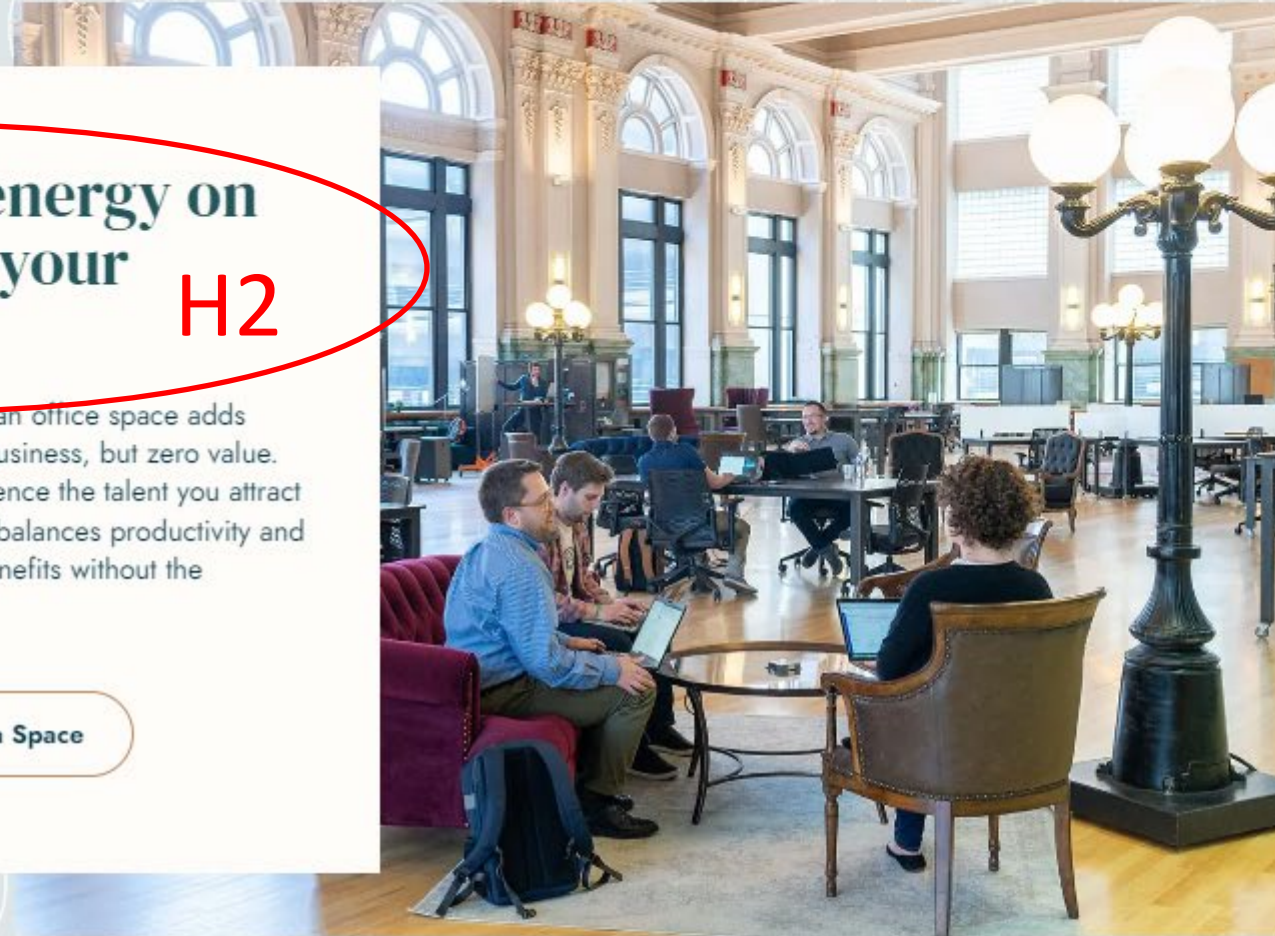 energy on
your
H2
an office space adds
usiness, but zero value.
ence the talent you attract
balances productivity and
nefits without the
Space